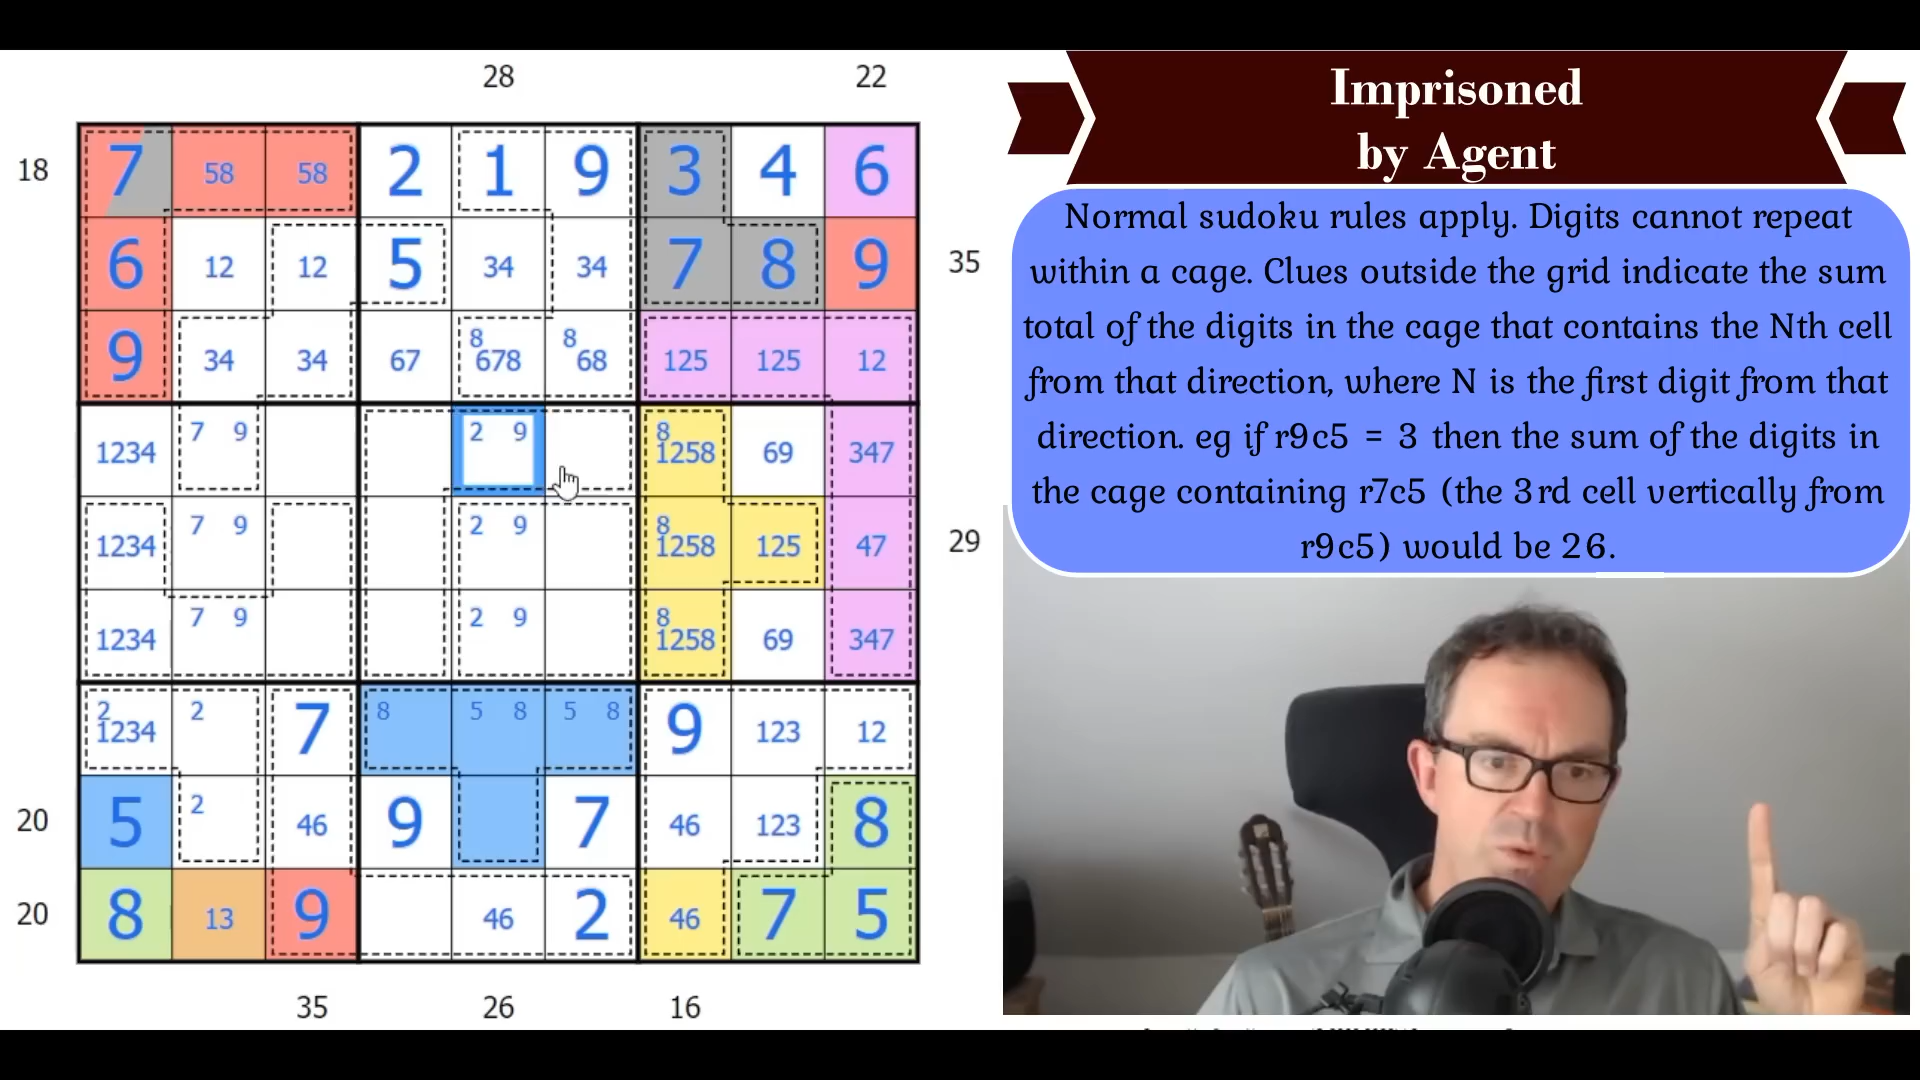 28 22
Imprisoned
by Agent
18 7 58 58 2 1 9 3 4 6
6 12 12 5 34 34 7 8 9 35
9 34 34 67 8 678 8 68 125 125 12
1234 7 9 2 9 8 1258 69 347
1234 7 9 2 9 8 1258 125 47 29
1234 7 9 2 9 8 1258 69 347
2 1234 2 7 8 5 8 5 8 9 123 12
20 5 2 46 9 7 46 123 8
20 8 13 9 46 2 46 7 5
35 26 16
Normal sudoku rules apply. Digits cannot repeat
within a cage. Clues outside the grid indicate the sum
total of the digits in the cage that contains the Nth cell
from that direction, where N is the first digit from that
direction. eg if r9c5 = 3 then the sum of the digits in
the cage containing r7c5 (the 3rd cell vertically from
r9c5) would be 26.